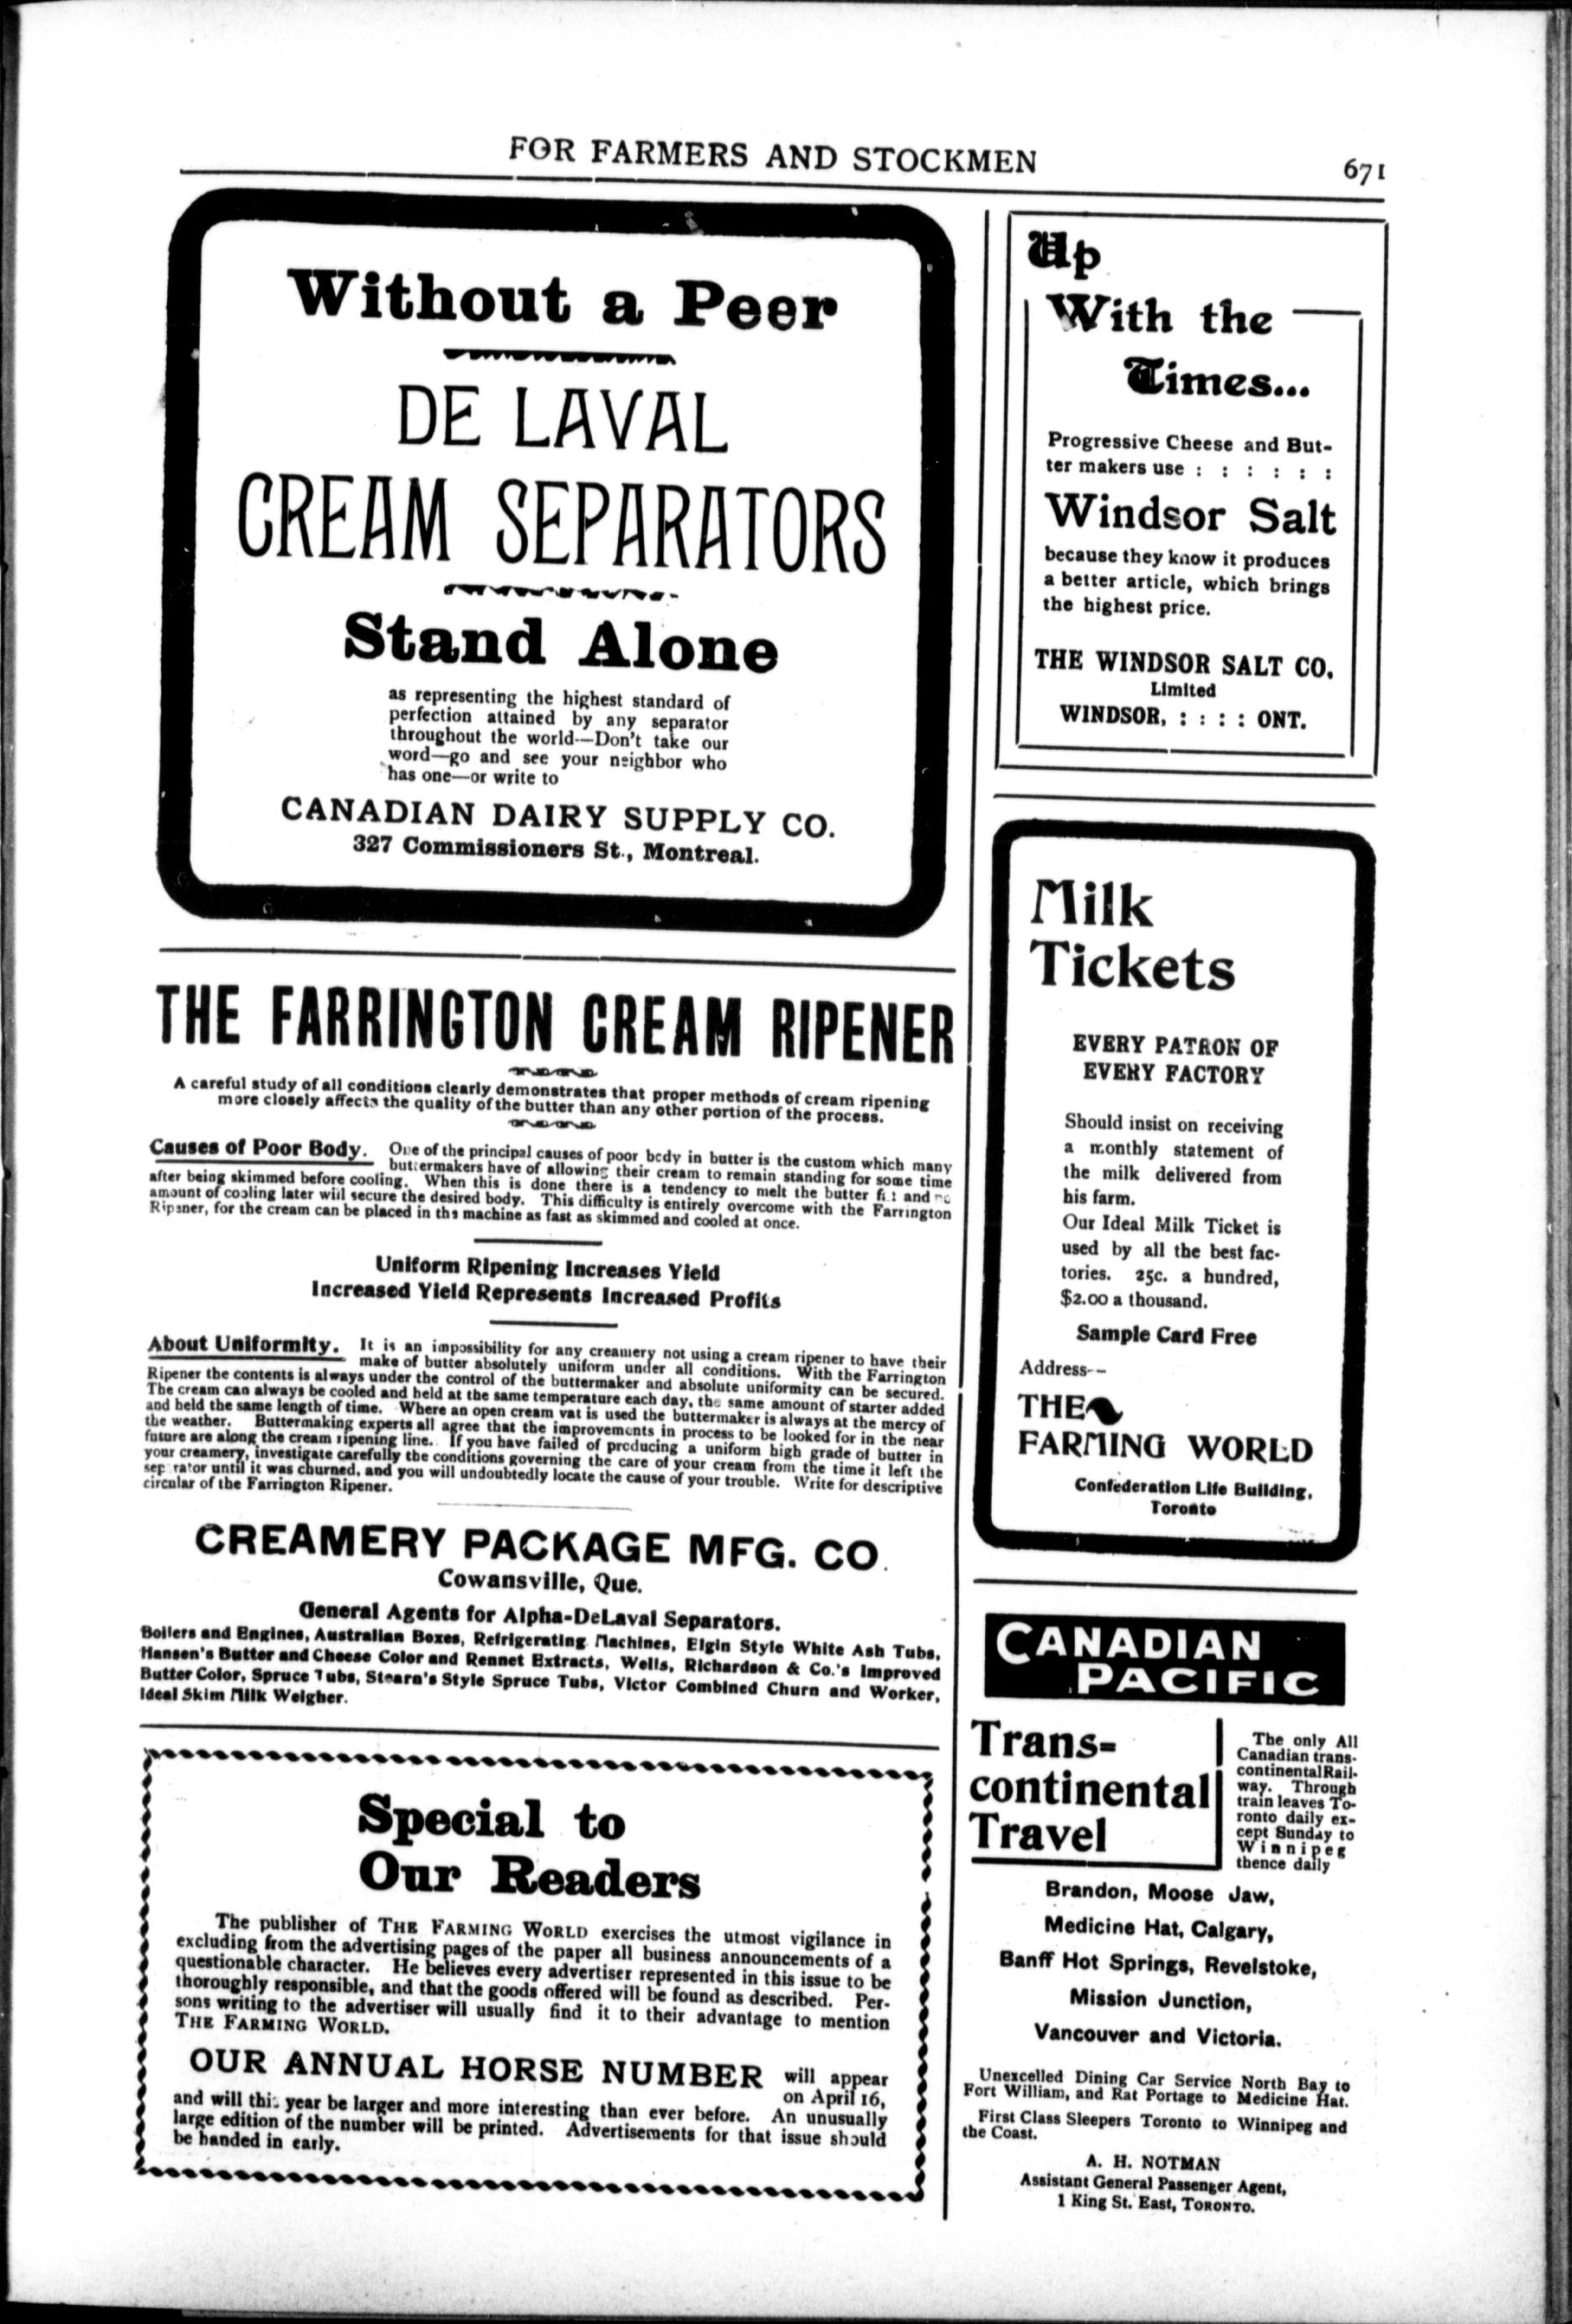 FOR FARMERS AND STOCKMEN
671
Without a Peer
DE LAVAL
CREAM SEPARATORS
Stand Alone
as representing the highest standard of
perfection attained by any separator
throughout the world—Don't take our
word—go and see your neighbor who
has one—or write to
CANADIAN DAIRY SUPPLY CO.
327 Commissioners St., Montreal.
THE FARRINGTON CREAM RIPENER
A careful study of all conditions clearly demonstrates that proper methods of cream ripening
more closely affects the quality of the butter than any other portion of the process.
Causes of Poor Body. One of the principal causes of poor body in butter is the custom which many
buttermakers have of allowing their cream to remain standing for some time
after being skimmed before cooling. When this is done there is a tendency to melt the butter fat and no
amount of cooling later will secure the desired body. This difficulty is entirely overcome with the Farrington
Ripener, for the cream can be placed in the machine as fast as skimmed and cooled at once.
Uniform Ripening Increases Yield
Increased Yield Represents Increased Profits
About Uniformity. It is an impossibility for any creamery not using a cream ripener to have their
make of butter absolutely uniform under all conditions. With the Farrington
Ripener the contents is always under the control of the buttermaker and absolute uniformity can be secured.
The cream can always be cooled and held at the same temperature each day, the same amount of starter added
and held the same length of time. Where an open cream vat is used the buttermaker is always at the mercy of
the weather. Buttermaking experts all agree that the improvements in process to be looked for in the near
future are along the cream ripening line. If you have failed of producing a uniform high grade of butter in
your creamery, investigate carefully the conditions governing the care of your cream from the time it left the
separator until it was churned, and you will undoubtedly locate the cause of your trouble. Write for descriptive
circular of the Farrington Ripener.
CREAMERY PACKAGE MFG. CO.
Cowansville, Que.
General Agents for Alpha-DeLaval Separators.
Boilers and Engines, Australian Boxes, Refrigerating Machines, Elgin Style White Ash Tubs,
Hansen's Butter and Cheese Color and Rennet Extracts, Wells, Richardson & Co.'s Improved
Butter Color, Spruce Tubs, Stearn's Style Spruce Tubs, Victor Combined Churn and Worker,
Ideal Skim Milk Weigher.
Special to
Our Readers
The publisher of THE FARMING WORLD exercises the utmost vigilance in
excluding from the advertising pages of the paper all business announcements of a
questionable character. He believes every advertiser represented in this issue to be
thoroughly responsible, and that the goods offered will be found as described. Per-
sons writing to the advertiser will usually find it to their advantage to mention
THE FARMING WORLD.
OUR ANNUAL HORSE NUMBER will appear
on April 16,
and will this year be larger and more interesting than ever before. An unusually
large edition of the number will be printed. Advertisements for that issue should
be handed in early.
Up
With the
Times...
Progressive Cheese and But-
ter makers use : : : : : :
Windsor Salt
because they know it produces
a better article, which brings
the highest price.
THE WINDSOR SALT CO.
Limited
WINDSOR, : : : : ONT.
Milk
Tickets
EVERY PATRON OF
EVERY FACTORY
Should insist on receiving
a monthly statement of
the milk delivered from
his farm.
Our Ideal Milk Ticket is
used by all the best fac-
tories. 25c. a hundred,
$2.00 a thousand.
Sample Card Free
Address--
THE
FARMING WORLD
Confederation Life Building,
Toronto
CANADIAN
PACIFIC
Trans-
continental
Travel
The only All
Canadian trans-
continental Rail-
way. Through
train leaves To-
ronto daily ex-
cept Sunday to
Winnipeg
thence daily
Brandon, Moose Jaw,
Medicine Hat, Calgary,
Banff Hot Springs, Revelstoke,
Mission Junction,
Vancouver and Victoria.
Unexcelled Dining Car Service North Bay to
Fort William, and Rat Portage to Medicine Hat.
First Class Sleepers Toronto to Winnipeg and
the Coast.
A. H. NOTMAN
Assistant General Passenger Agent,
1 King St. East, TORONTO.